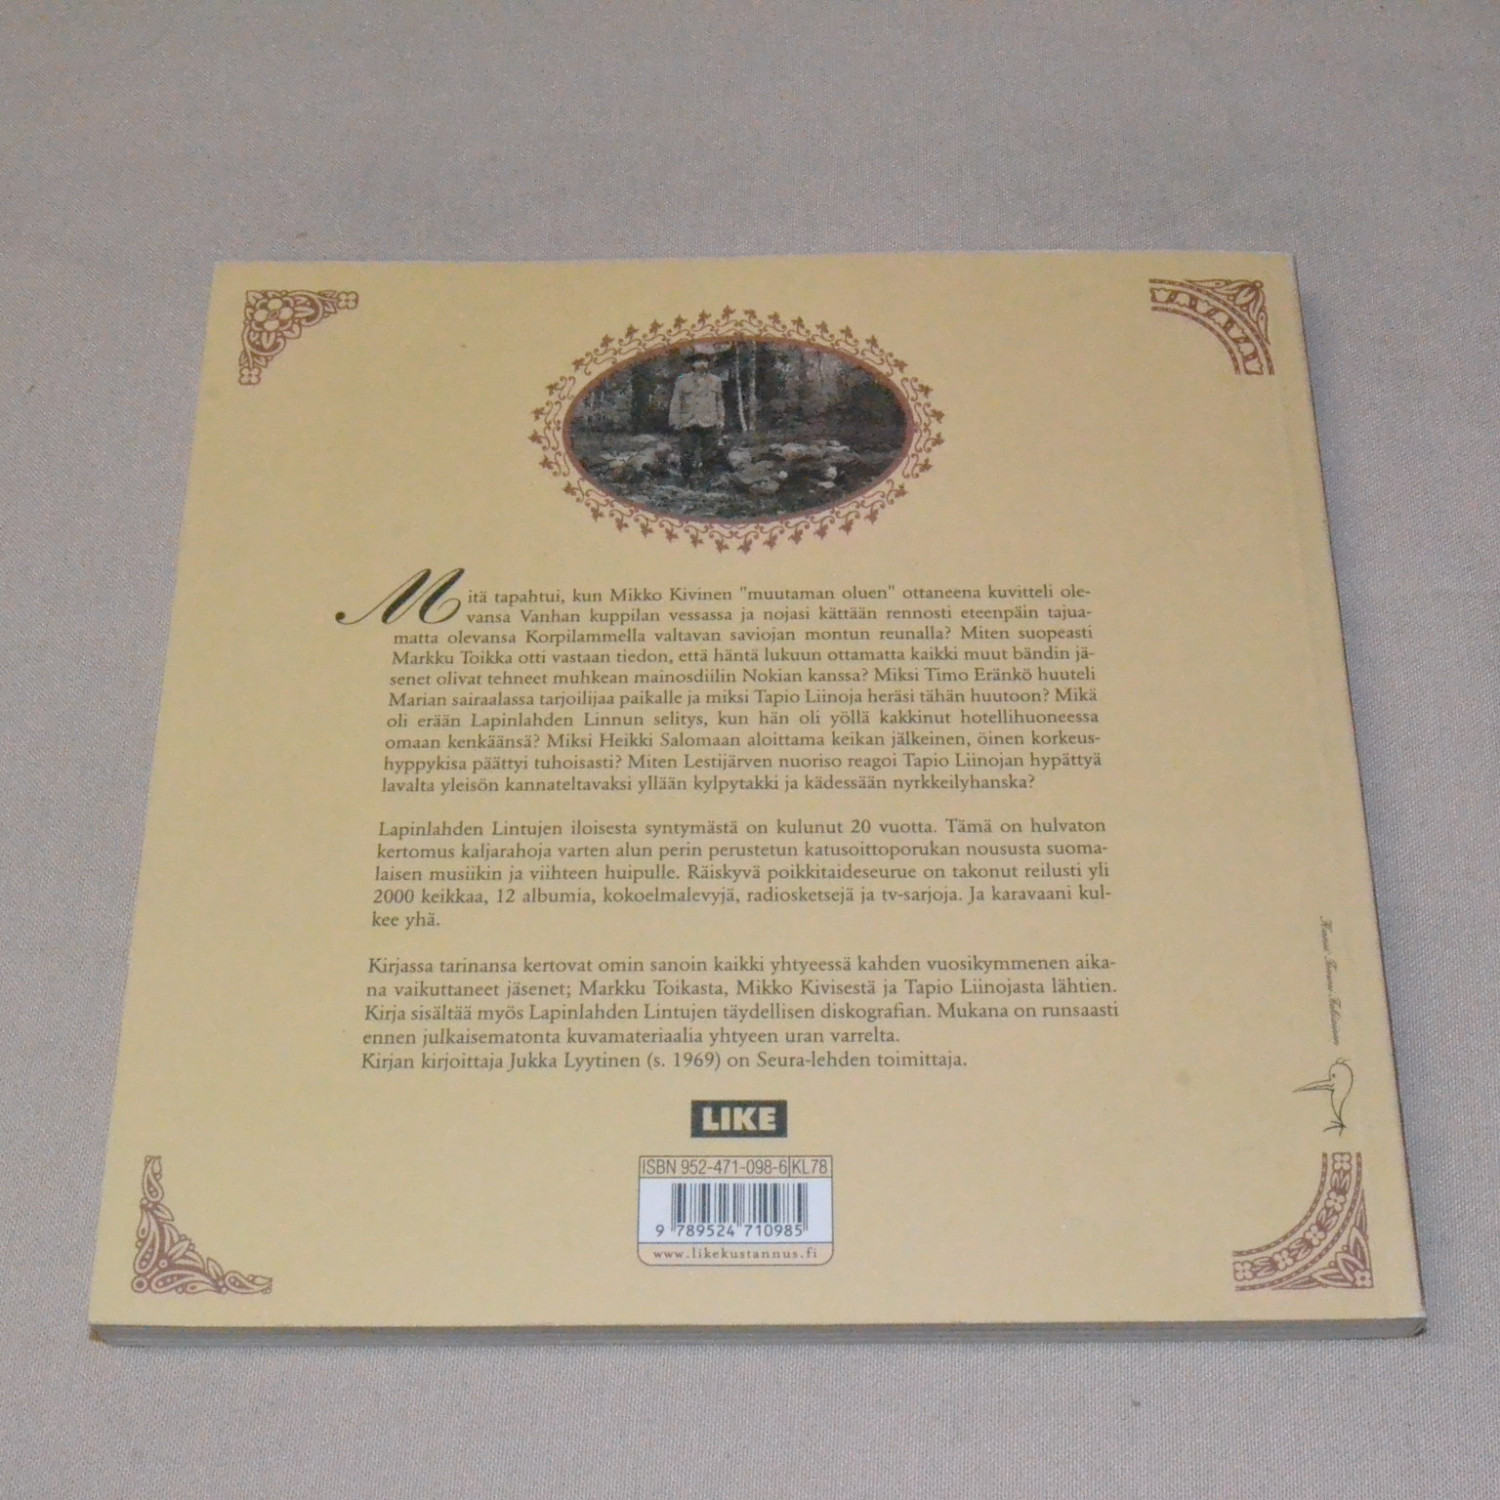 Mitä tapahtui, kun Mikko Kivinen "muutaman oluen" ottaneena kuvitteli ole-
vansa Vanhan kuppilan vessassa ja nojasi kättään rennosti eteenpäin tajua-
matta olevansa Korpilammella valtavan saviojan montun reunalla? Miten suopeasti
Markku Toikka otti vastaan tiedon, että häntä lukuun ottamatta kaikki muut bändin jä-
senet olivat tehneet muhkean mainosdiilin Nokian kanssa? Miksi Timo Eränkö huuteli
Marian sairaalassa tarjoilijaa paikalle ja miksi Tapio Liinoja heräsi tähän huutoon? Mikä
oli erään Lapinlahden Linnun selitys, kun hän oli yöllä kakkinut hotellihuoneessa
omaan kenkäänsä? Miksi Heikki Salomaan aloittama keikan jälkeinen, öinen korkeus-
hyppykisa päättyi tuhoisasti? Miten Lestijärven nuoriso reagoi Tapio Liinojan hypättyä
lavalta yleisön kannateltavaksi yllään kylpytakki ja kädessään nyrkkeilyhanska?
Lapinlahden Lintujen iloisesta syntymästä on kulunut 20 vuotta. Tämä on hulvaton
kertomus kaljarahoja varten alun perin perustetun katusoittoporukan noususta suoma-
laisen musiikin ja viihteen huipulle. Räiskyvä poikkitaideseurue on takonut reilusti yli
2000 keikkaa, 12 albumia, kokoelmalevyjä, radiosketsejä ja tv-sarjoja. Ja karavaani kul-
kee yhä.
Kirjassa tarinansa kertovat omin sanoin kaikki yhtyeessä kahden vuosikymmenen aika-
na vaikuttaneet jäsenet; Markku Toikasta, Mikko Kivisestä ja Tapio Liinojasta lähtien.
Kirja sisältää myös Lapinlahden Lintujen täydellisen diskografian. Mukana on runsaasti
ennen julkaisematonta kuvamateriaalia yhtyeen uran varrelta.
Kirjan kirjoittaja Jukka Lyytinen (s. 1969) on Seura-lehden toimittaja.
LIKE
ISBN 952-471-098-6 KL78
9 789524 710985
www.likekustannus.fi